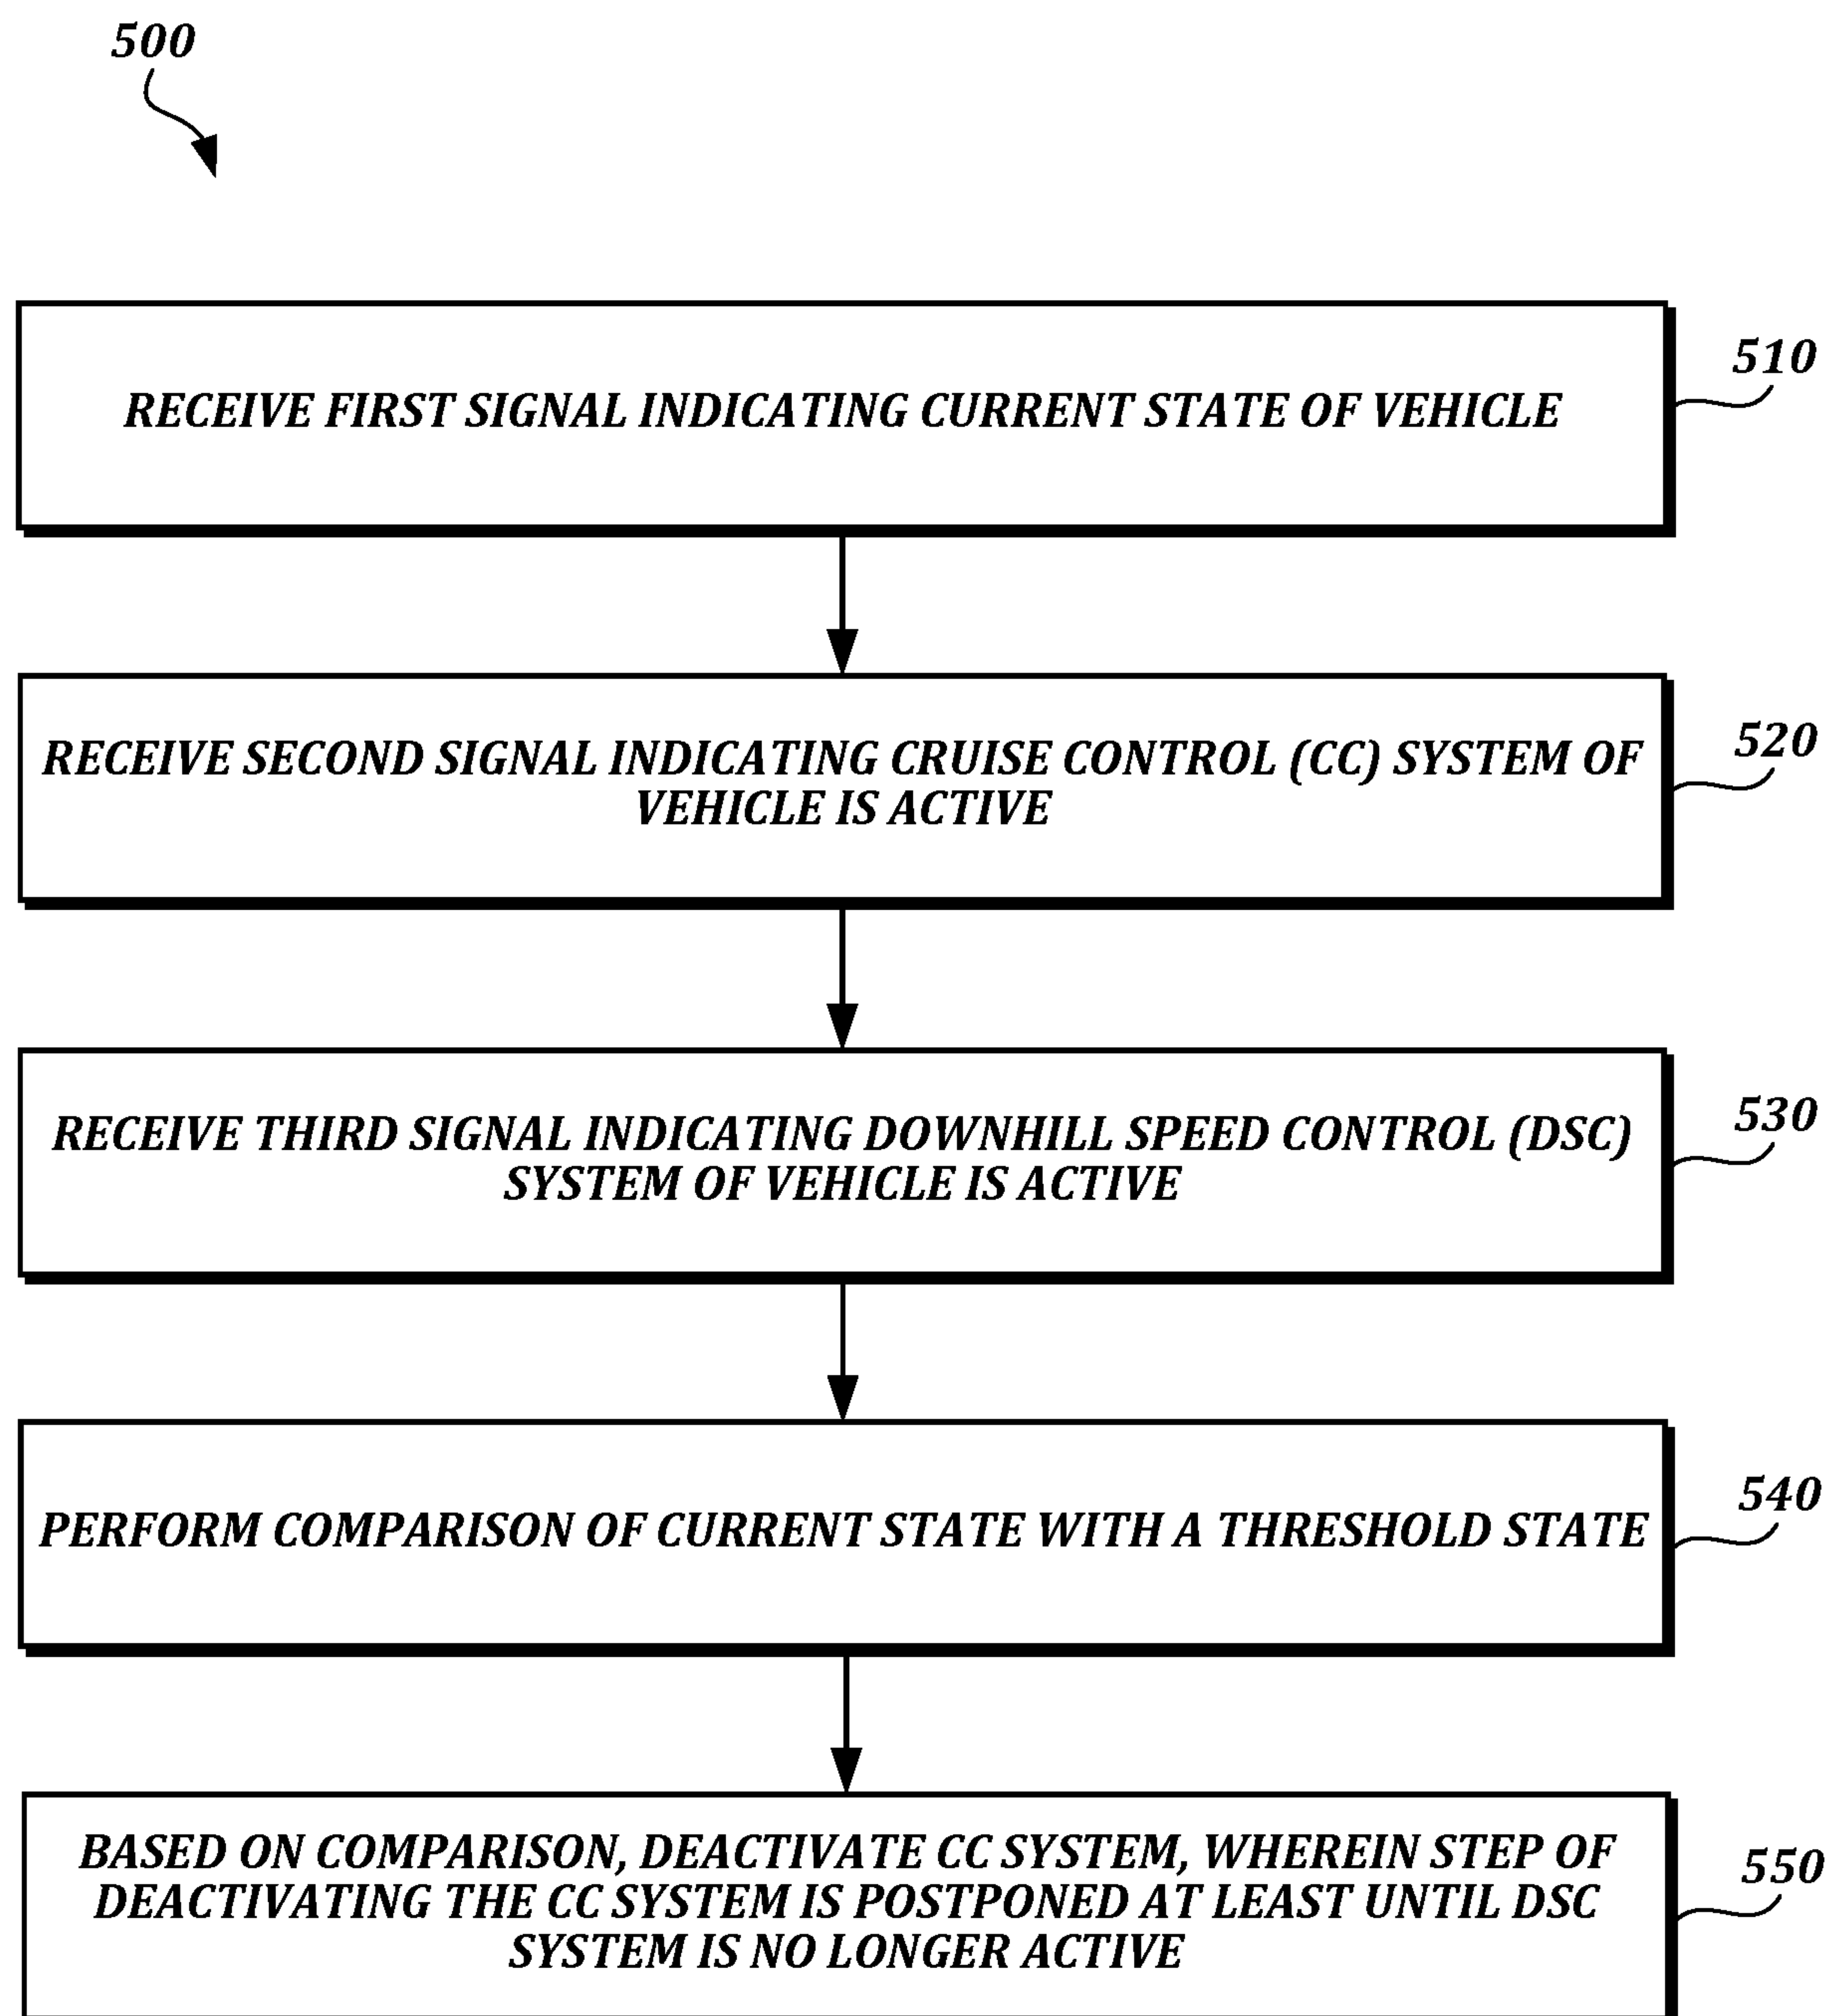 500
RECEIVE FIRST SIGNAL INDICATING CURRENT STATE OF VEHICLE
510
RECEIVE SECOND SIGNAL INDICATING CRUISE CONTROL (CC) SYSTEM OF
VEHICLE IS ACTIVE
520
RECEIVE THIRD SIGNAL INDICATING DOWNHILL SPEED CONTROL (DSC)
SYSTEM OF VEHICLE IS ACTIVE
530
PERFORM COMPARISON OF CURRENT STATE WITH A THRESHOLD STATE
540
BASED ON COMPARISON, DEACTIVATE CC SYSTEM, WHEREIN STEP OF
DEACTIVATING THE CC SYSTEM IS POSTPONED AT LEAST UNTIL DSC
SYSTEM IS NO LONGER ACTIVE
550